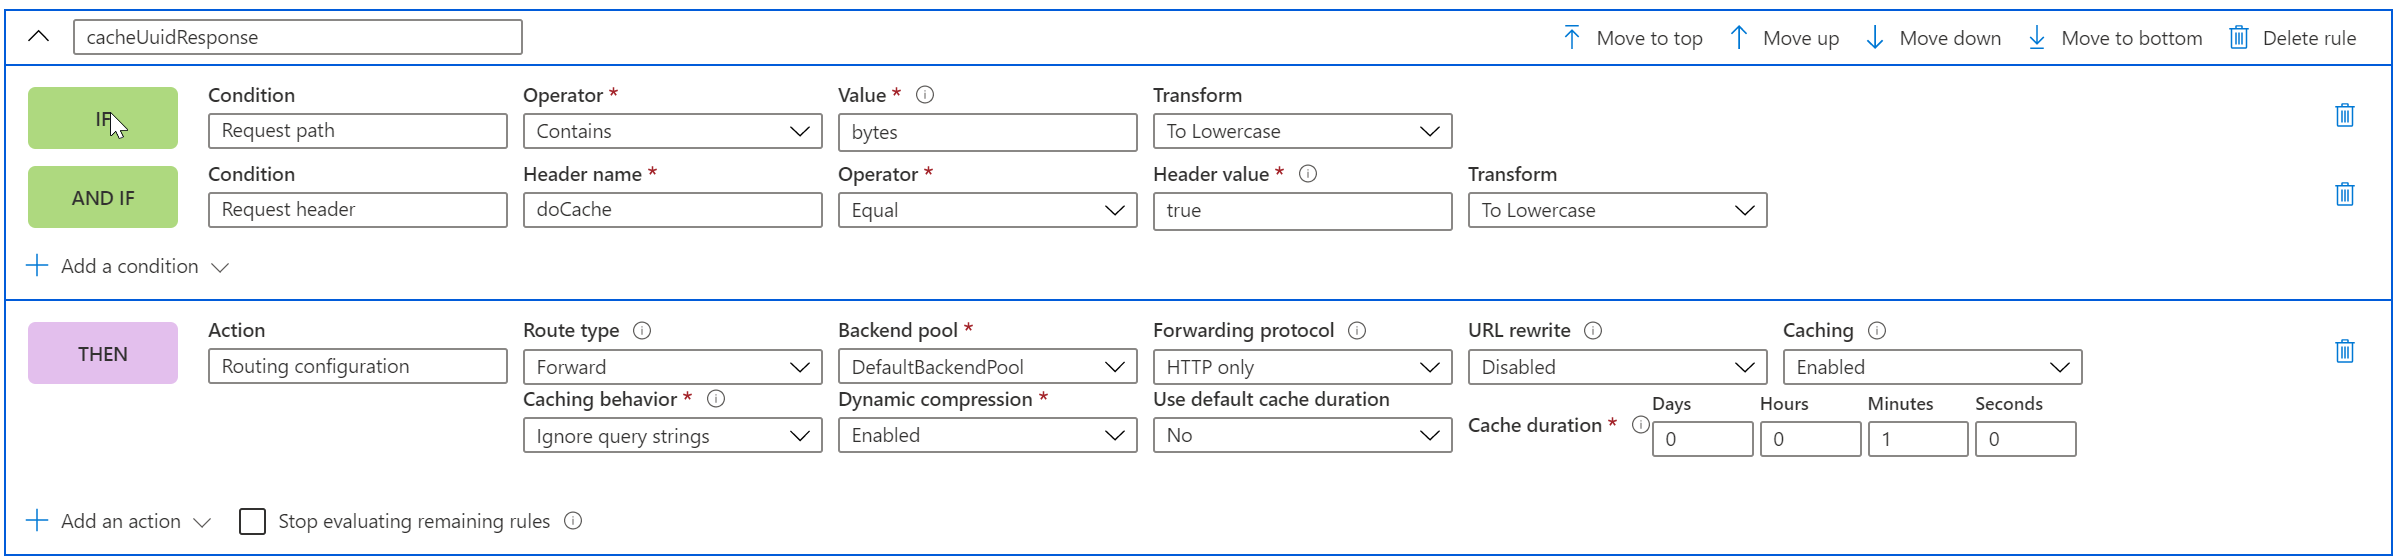 cacheUuidResponse Move to top Move up Move down Move to bottom Delete rule
Condition Operator * Value * Transform
IF Request path Contains bytes To Lowercase
Condition Header name * Operator * Header value * Transform
AND IF Request header doCache Equal true To Lowercase
Add a condition
Action Route type Backend pool * Forwarding protocol URL rewrite Caching
THEN Routing configuration Forward DefaultBackendPool HTTP only Disabled Enabled
Caching behavior * Dynamic compression * Use default cache duration Days Hours Minutes Seconds
Ignore query strings Enabled No Cache duration * 0 0 1 0
Add an action Stop evaluating remaining rules